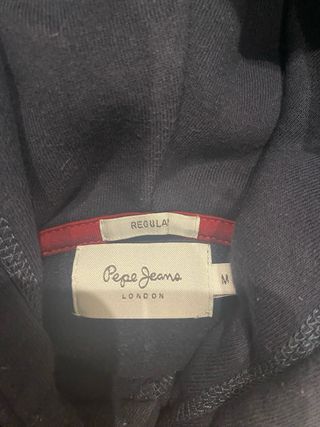 REGULA
Pepe Jeans
LONDON
M